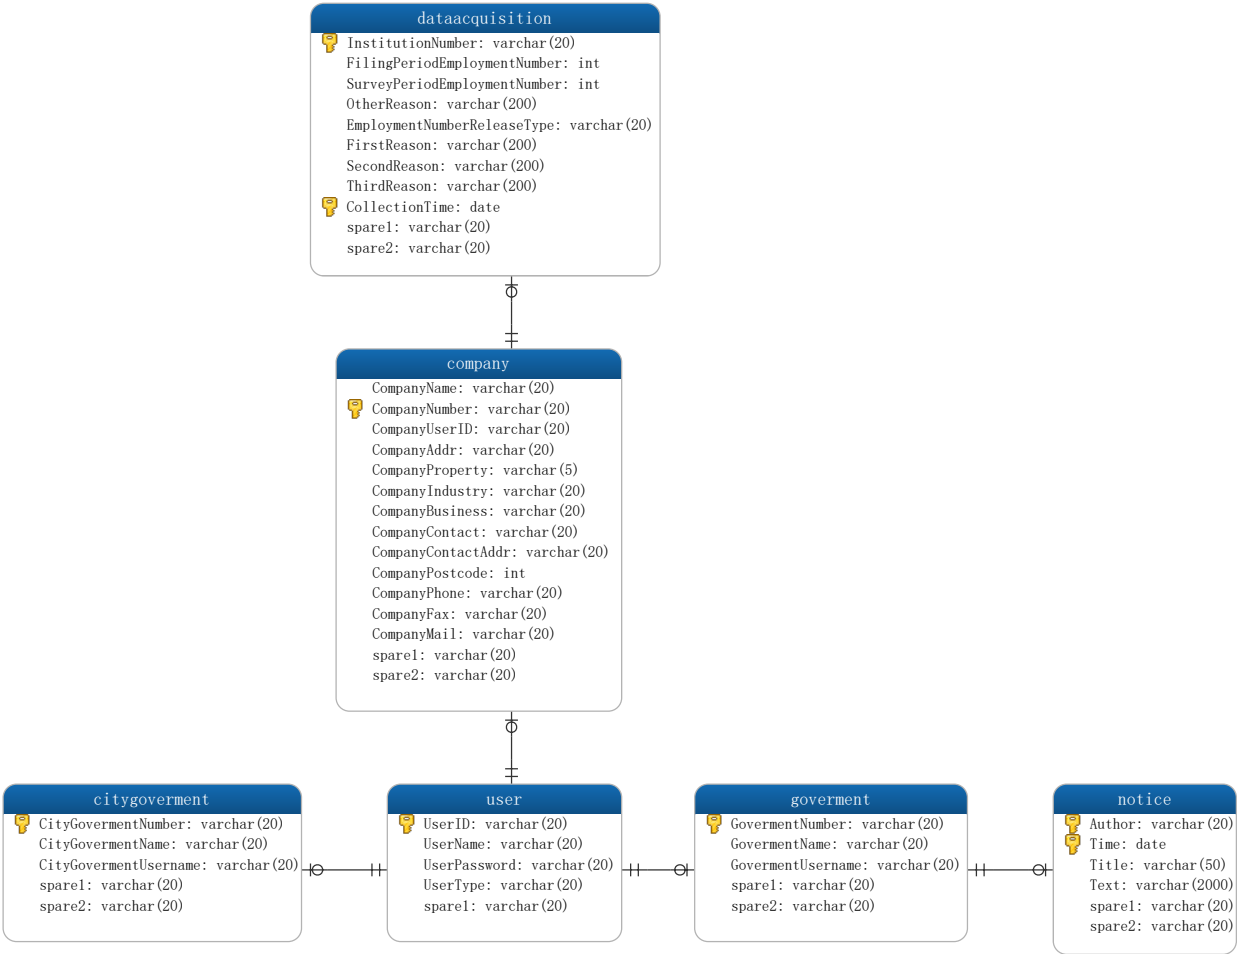 dataacquisition
InstitutionNumber: varchar(20)
FilingPeriodEmploymentNumber: int
SurveyPeriodEmploymentNumber: int
OtherReason: varchar(200)
EmploymentNumberReleaseType: varchar(20)
FirstReason: varchar(200)
SecondReason: varchar(200)
ThirdReason: varchar(200)
CollectionTime: date
spare1: varchar(20)
spare2: varchar(20)
company
CompanyName: varchar(20)
CompanyNumber: varchar(20)
CompanyUserID: varchar(20)
CompanyAddr: varchar(20)
CompanyProperty: varchar(5)
CompanyIndustry: varchar(20)
CompanyBusiness: varchar(20)
CompanyContact: varchar(20)
CompanyContactAddr: varchar(20)
CompanyPostcode: int
CompanyPhone: varchar(20)
CompanyFax: varchar(20)
CompanyMail: varchar(20)
spare1: varchar(20)
spare2: varchar(20)
citygoverment
CityGovermentNumber: varchar(20)
CityGovermentName: varchar(20)
CityGovermentUsername: varchar(20)
spare1: varchar(20)
spare2: varchar(20)
user
UserID: varchar(20)
UserName: varchar(20)
UserPassword: varchar(20)
UserType: varchar(20)
spare1: varchar(20)
goverment
GovermentNumber: varchar(20)
GovermentName: varchar(20)
GovermentUsername: varchar(20)
spare1: varchar(20)
spare2: varchar(20)
notice
Author: varchar(20)
Time: date
Title: varchar(50)
Text: varchar(2000)
spare1: varchar(20)
spare2: varchar(20)